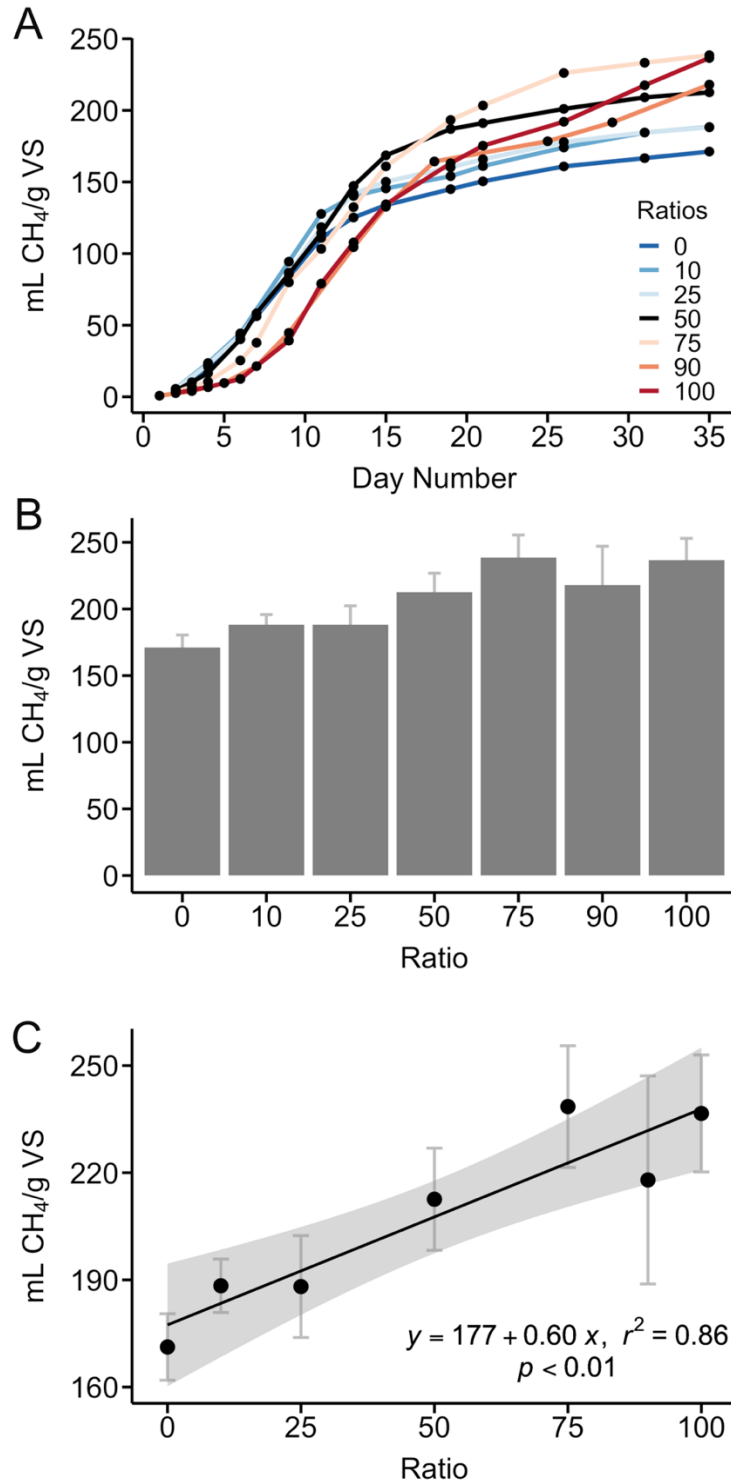 A
250
200
150
100
50
0
mL CH₄/g VS
Ratios
0
10
25
50
75
90
100
0 5 10 15 20 25 30 35
Day Number
B
250
200
150
100
50
0
mL CH₄/g VS
0 10 25 50 75 90 100
Ratio
C
250
220
190
160
mL CH₄/g VS
y = 177 + 0.60 x, r² = 0.86
p < 0.01
0 25 50 75 100
Ratio